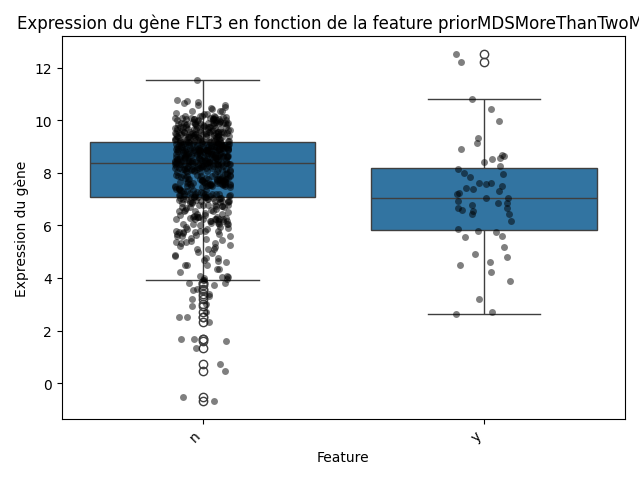 Expression du gène FLT3 en fonction de la feature priorMDSMoreThanTwoM
Expression du gène
12
10
8
6
4
2
0
n
y
Feature